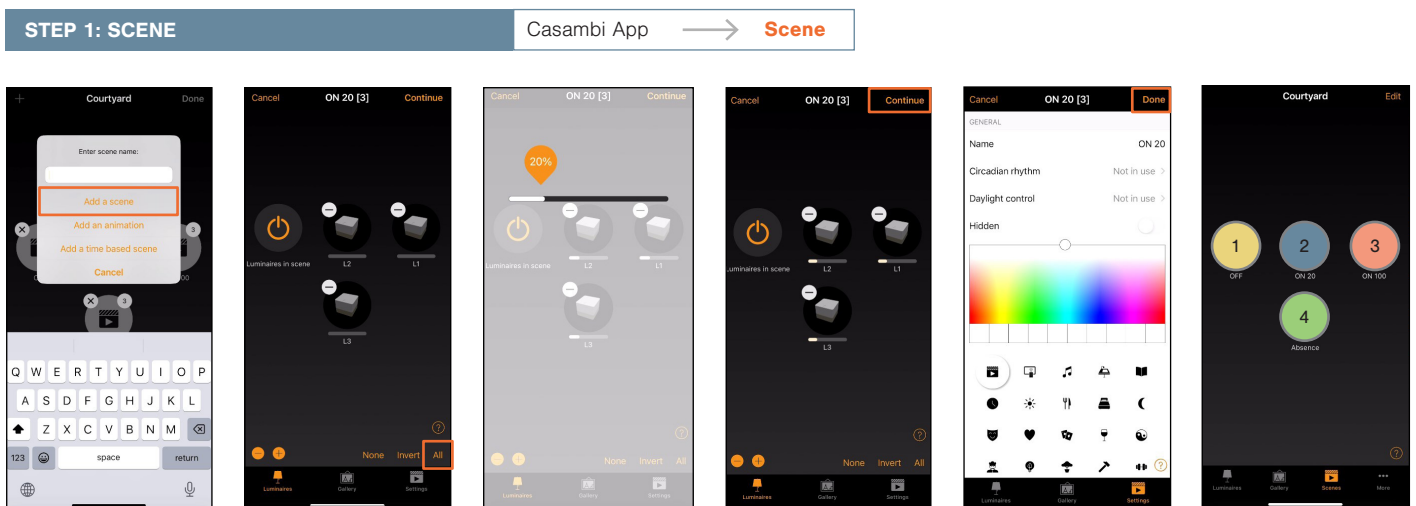 STEP 1: SCENE
Casambi App
Scene
Courtyard
Done
Enter scene name:
Add a scene
Add an animation
Add a time based scene
Cancel
3
3
Q W E R T Y U I O P
A S D F G H J K L
Z X C V B N M
123
space
return
Cancel
ON 20 [3]
Continue
Luminaires in scene
L2
L1
L3
?
None
Invert
All
Luminaires
Gallery
Settings
Cancel
ON 20 [3]
Continue
20%
Luminaires in scene
L2
L1
L3
?
None
Invert
All
Luminaires
Gallery
Settings
Cancel
ON 20 [3]
Continue
Luminaires in scene
L2
L1
L3
?
None
Invert
All
Luminaires
Gallery
Settings
Cancel
ON 20 [3]
Done
GENERAL
Name
ON 20
Circadian rhythm
Not in use
Daylight control
Not in use
Hidden
?
Luminaires
Gallery
Settings
Courtyard
Edit
1
2
3
OFF
ON 20
ON 100
4
Absence
?
Luminaires
Gallery
Scenes
More